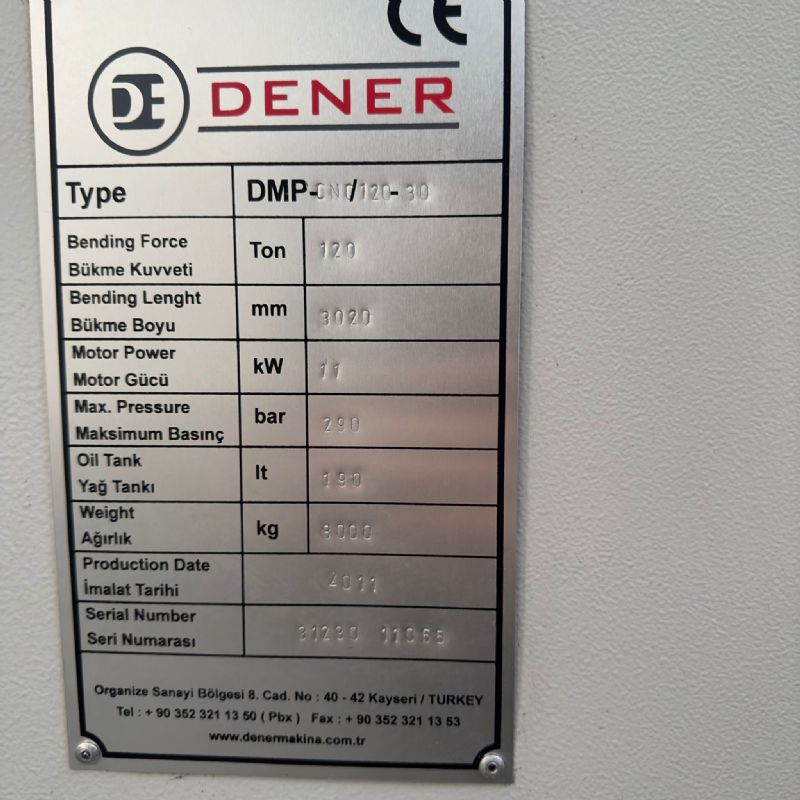 CE
DE DENER
Type DMP-CNC/120-30
Bending Force
Bükme Kuvveti
Ton 120
Bending Lenght
Bükme Boyu
mm 3020
Motor Power
Motor Gücü
kW 11
Max. Pressure
Maksimum Basınç
bar 290
Oil Tank
Yağ Tankı
lt 190
Weight
Ağırlık
kg
Production Date
İmalat Tarihi
Serial Number
Seri Numarası
Organize Sanayi Bölgesi 8. Cad. No : 40 - 42 Kayseri / TURKEY
Tel : + 90 352 321 13 50 ( Pbx ) Fax : + 90 352 321 13 53
www.denermakina.com.tr